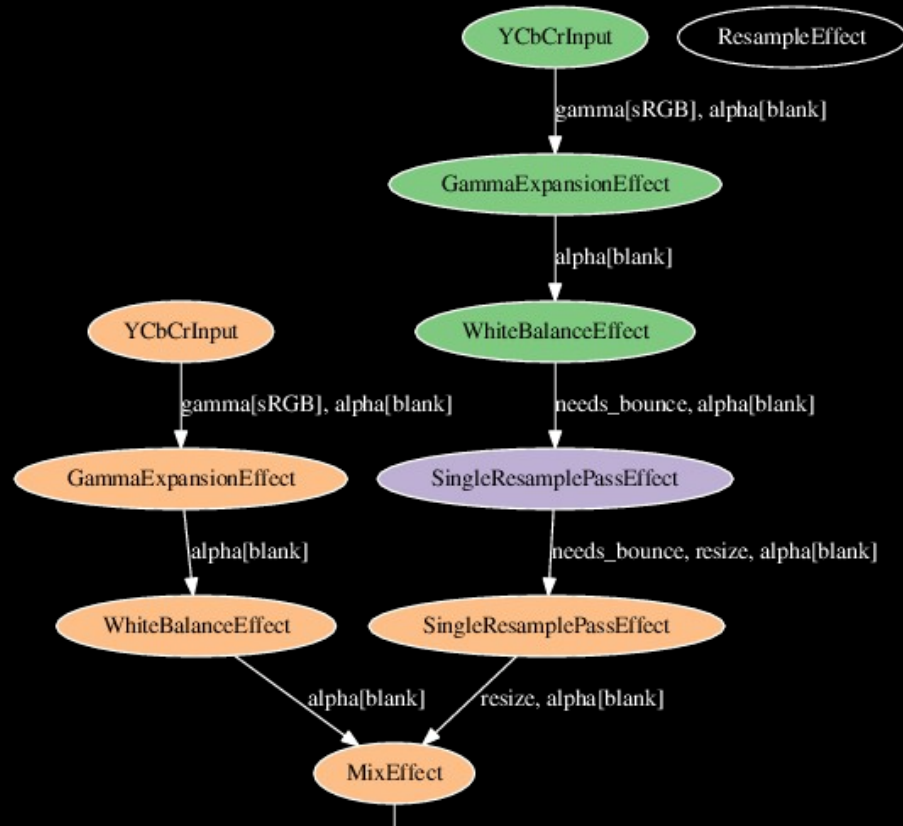 YCbCrInput
ResampleEffect
gamma[sRGB], alpha[blank]
GammaExpansionEffect
alpha[blank]
YCbCrInput
WhiteBalanceEffect
gamma[sRGB], alpha[blank]
needs_bounce, alpha[blank]
GammaExpansionEffect
SingleResamplePassEffect
alpha[blank]
needs_bounce, resize, alpha[blank]
WhiteBalanceEffect
SingleResamplePassEffect
alpha[blank]
resize, alpha[blank]
MixEffect